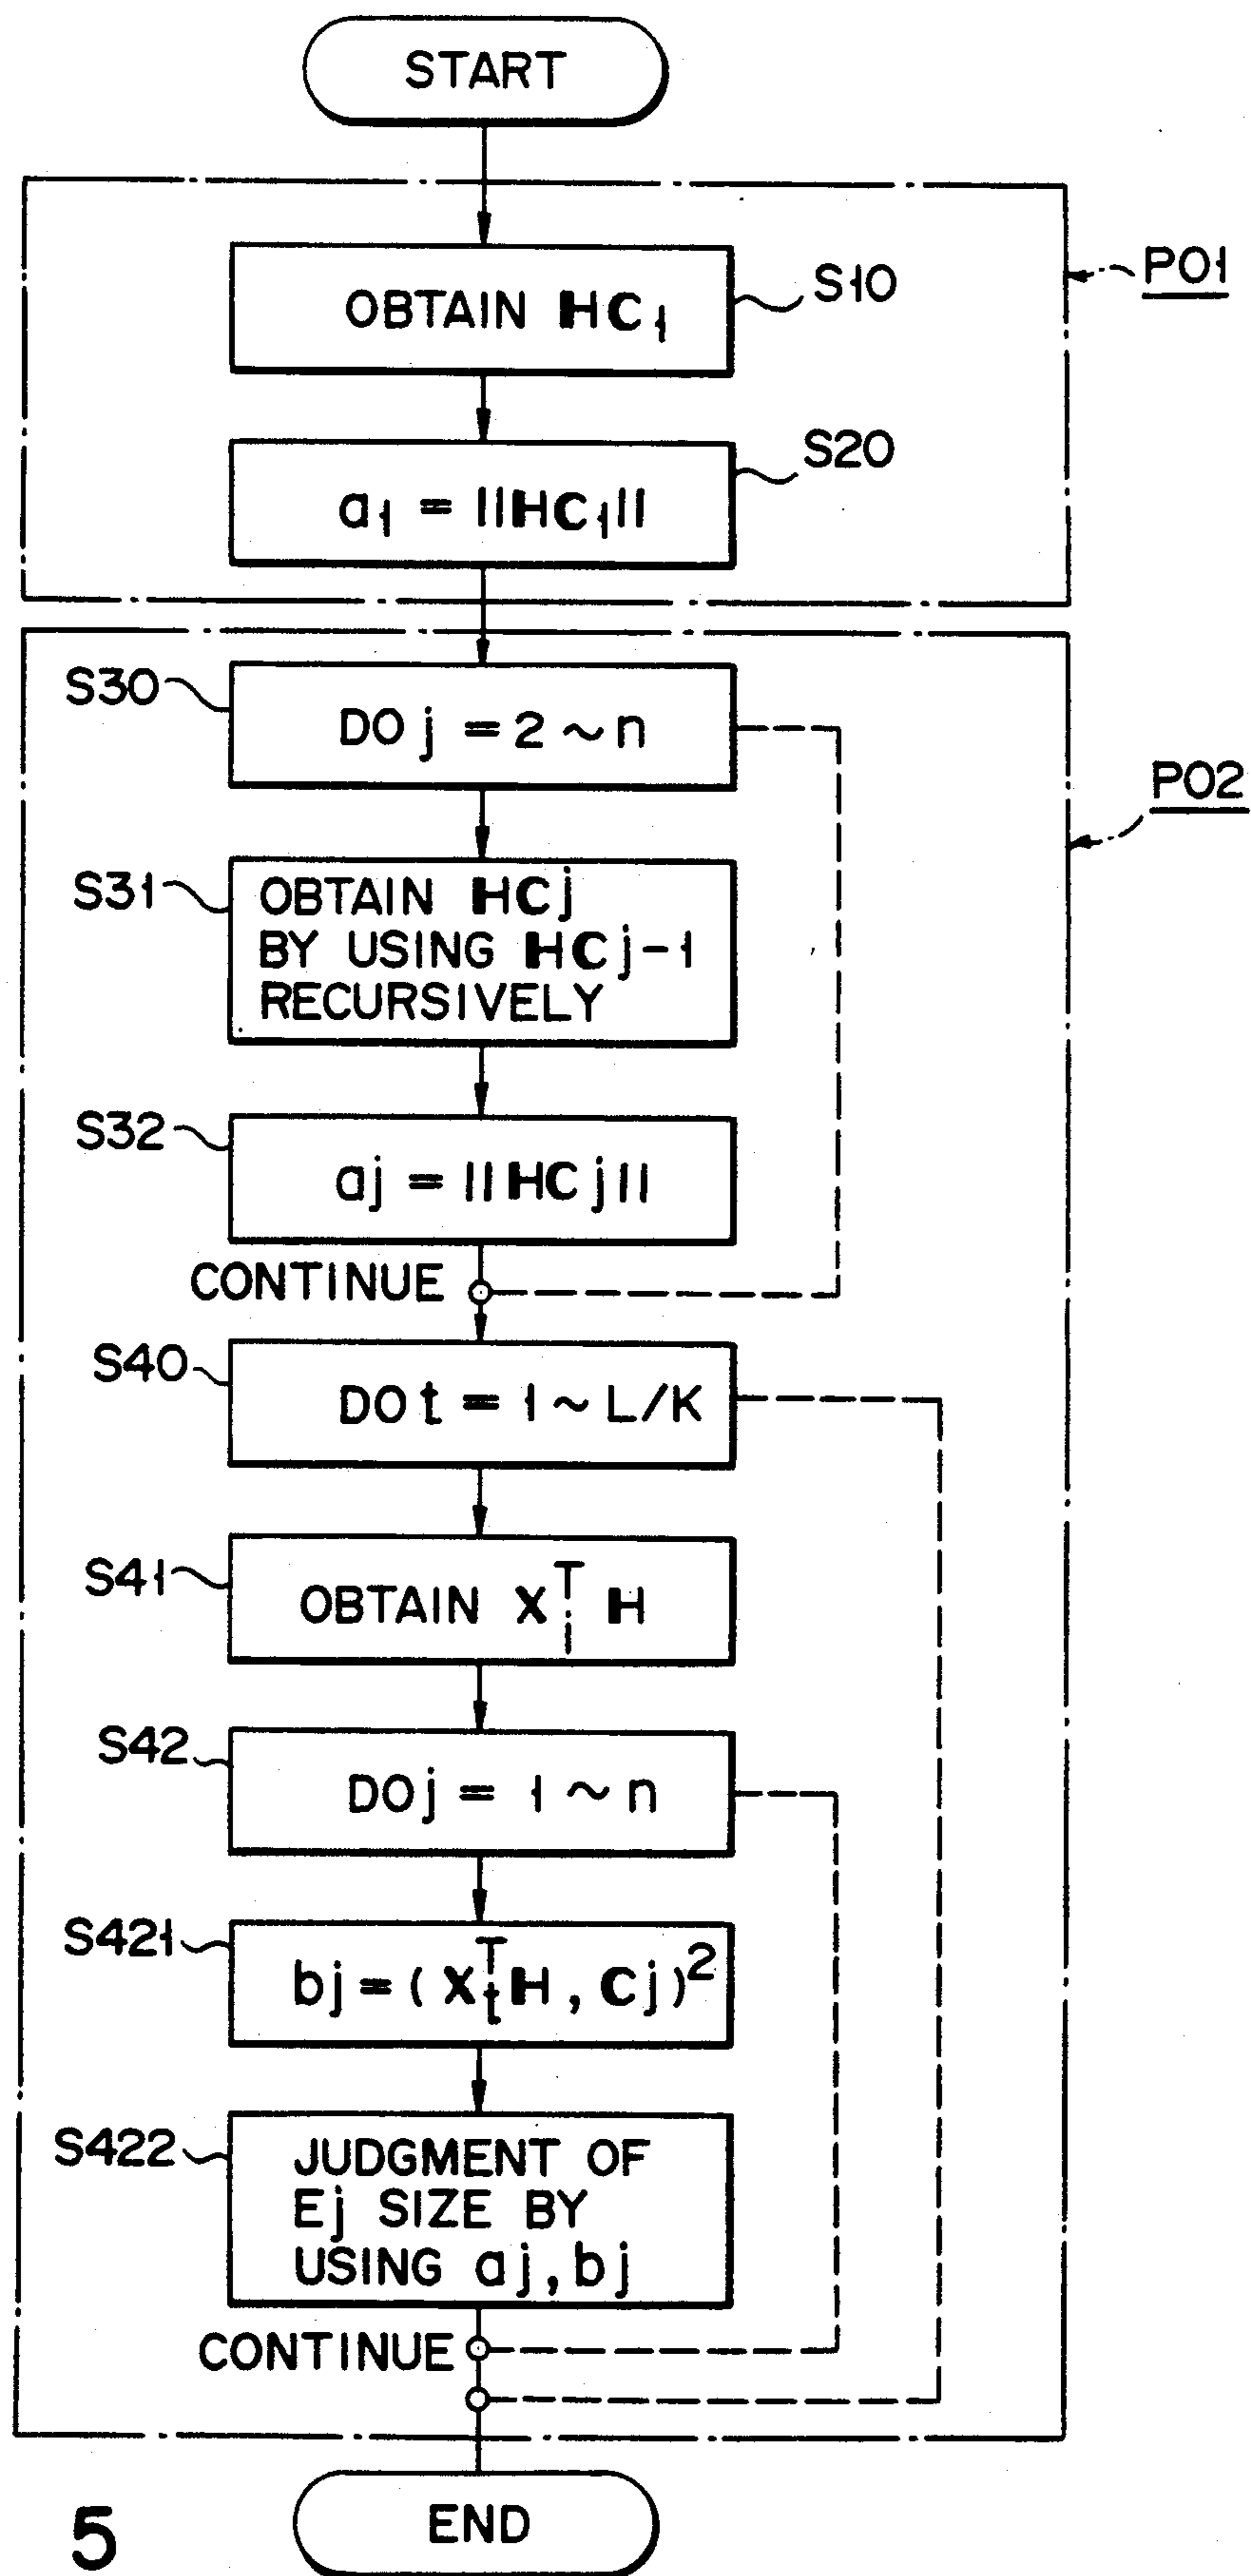 START
P01
S10
OBTAIN HC₁
S20
a₁ = ||HC₁||
S30
DO j = 2 ~ n
P02
S31
OBTAIN HCj
BY USING HCj-1
RECURSIVELY
S32
aj = ||HCj||
CONTINUE
S40
DO t = 1 ~ L/K
S41
OBTAIN Xᵀ H
S42
DO j = 1 ~ n
S421
bj = (XₜᵀH, Cj)²
S422
JUDGMENT OF
Ej SIZE BY
USING aj, bj
CONTINUE
END
5